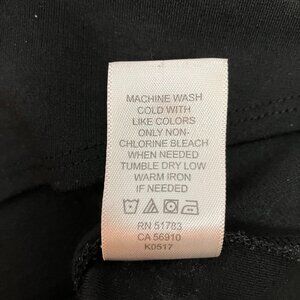 MACHINE WASH
COLD WITH
LIKE COLORS
ONLY NON-
CHLORINE BLEACH
WHEN NEEDED
TUMBLE DRY LOW
WARM IRON
IF NEEDED
RN 51783
CA 56910
K0517